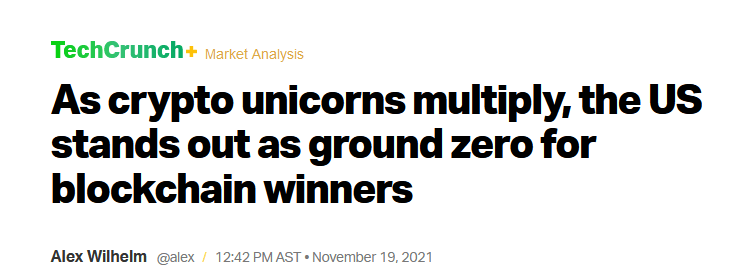 TechCrunch+ Market Analysis
As crypto unicorns multiply, the US
stands out as ground zero for
blockchain winners
Alex Wilhelm @alex / 12:42 PM AST • November 19, 2021